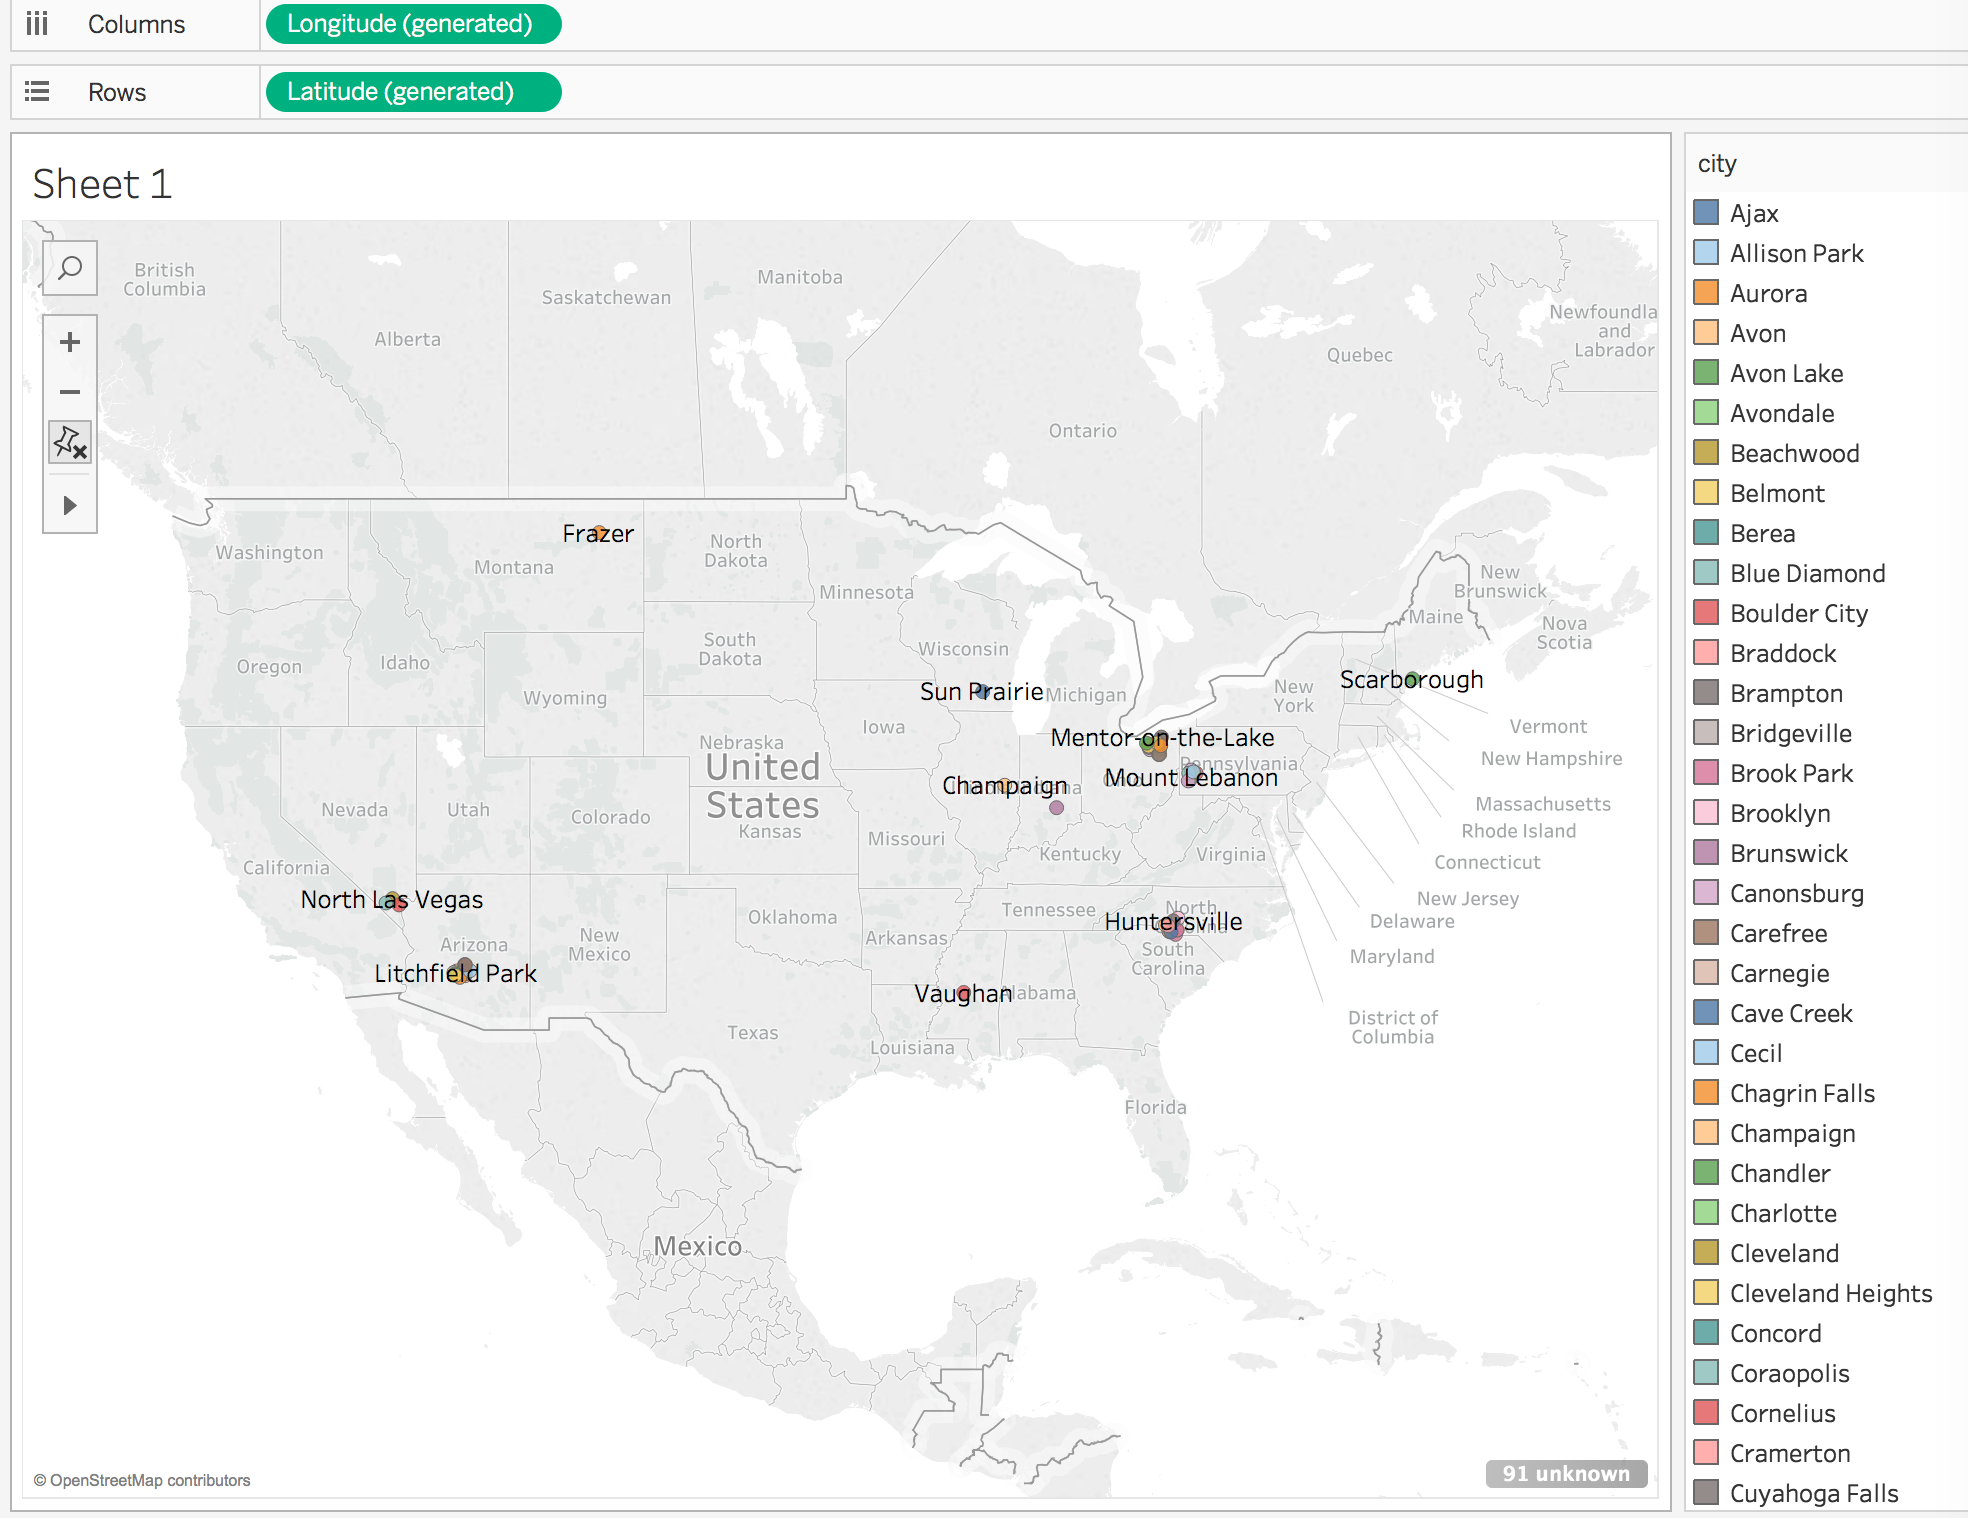 Columns
Longitude (generated)
Rows
Latitude (generated)
Sheet 1
British
Columbia
Alberta
Saskatchewan
Manitoba
Ontario
Quebec
Newfoundla
and
Labrador
Washington
Montana
Frazer
North
Dakota
Minnesota
New
Brunswick
Maine
Nova
Scotia
Oregon
Idaho
Wyoming
South
Dakota
Wisconsin
Sun Prairie
Michigan
Scarborough
New
York
Vermont
New Hampshire
Massachusetts
Rhode Island
Connecticut
New Jersey
Delaware
Maryland
District of
Columbia
Iowa
Nebraska
United
States
Kansas
Mentor-on-the-Lake
Pennsylvania
Mount Lebanon
Champaign
Nevada
Utah
Colorado
Missouri
Kentucky
Virginia
California
North Las Vegas
Arizona
Litchfield Park
New
Mexico
Oklahoma
Arkansas
Tennessee
North
Huntersville
South
Carolina
Vaughan
Alabama
Texas
Louisiana
Florida
Mexico
© OpenStreetMap contributors
91 unknown
city
Ajax
Allison Park
Aurora
Avon
Avon Lake
Avondale
Beachwood
Belmont
Berea
Blue Diamond
Boulder City
Braddock
Brampton
Bridgeville
Brook Park
Brooklyn
Brunswick
Canonsburg
Carefree
Carnegie
Cave Creek
Cecil
Chagrin Falls
Champaign
Chandler
Charlotte
Cleveland
Cleveland Heights
Concord
Coraopolis
Cornelius
Cramerton
Cuyahoga Falls